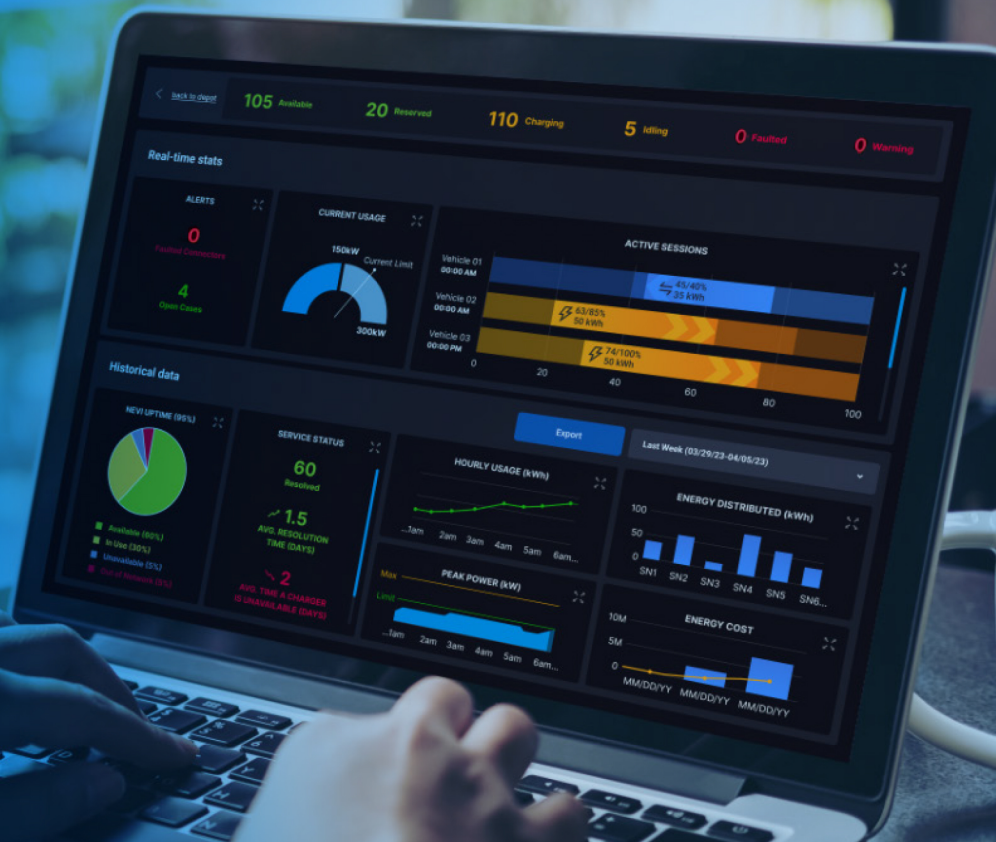 back to depot
105 Available
20 Reserved
110 Charging
5 Idling
0 Faulted
0 Warning
Real-time stats
ALERTS
0
Faulted Connectors
4
Open Cases
CURRENT USAGE
150kW
Current Limit
300kW
ACTIVE SESSIONS
Vehicle 01
00:00 AM
45/40%
25 kWh
Vehicle 02
00:00 AM
63/85%
50 kWh
Vehicle 03
00:00 PM
74/100%
50 kWh
0 20 40 60 80 100
Historical data
Export
Last Week (03/29/23-04/05/23)
NEVI UPTIME (95%)
Available (60%)
In Use (30%)
Unavailable (5%)
Out of Network (5%)
SERVICE STATUS
60
Resolved
1.5
AVG. RESOLUTION
TIME (DAYS)
2
AVG. TIME A CHARGER
IS UNAVAILABLE (DAYS)
HOURLY USAGE (kWh)
...1am 2am 3am 4am 5am 6am...
PEAK POWER (kW)
Max
Limit
...1am 2am 3am 4am 5am 6am...
ENERGY DISTRIBUTED (kWh)
100
50
0
SN1 SN2 SN3 SN4 SN5 SN6...
ENERGY COST
10M
5M
0
MM/DD/YY MM/DD/YY MM/DD/YY